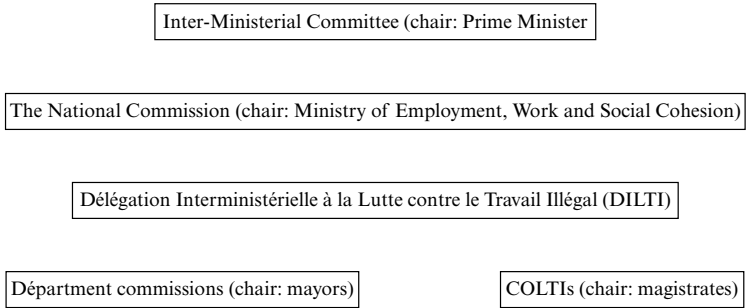 Inter-Ministerial Committee (chair: Prime Minister
The National Commission (chair: Ministry of Employment, Work and Social Cohesion)
Délégation Interministérielle à la Lutte contre le Travail Illégal (DILTI)
Départment commissions (chair: mayors)
COLTIs (chair: magistrates)